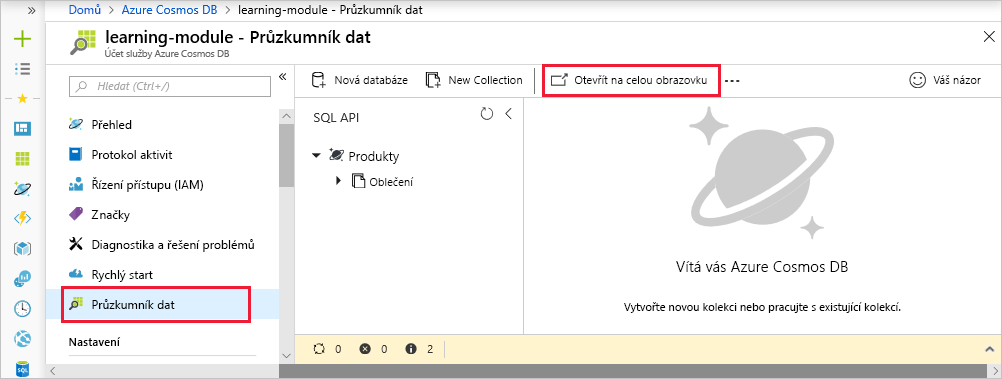 » Domů > Azure Cosmos DB > learning-module - Průzkumník dat
learning-module - Průzkumník dat
Účet služby Azure Cosmos DB
Hledat (Ctrl+/)
Přehled
Protokol aktivit
Řízení přístupu (IAM)
Značky
Diagnostika a řešení problémů
Rychlý start
Průzkumník dat
Nastavení
Nová databáze New Collection Otevřít na celou obrazovku ... Váš názor
SQL API
Produkty
Oblečení
Vítá vás Azure Cosmos DB
Vytvořte novou kolekci nebo pracujte s existující kolekcí.
0 0 2
SQL